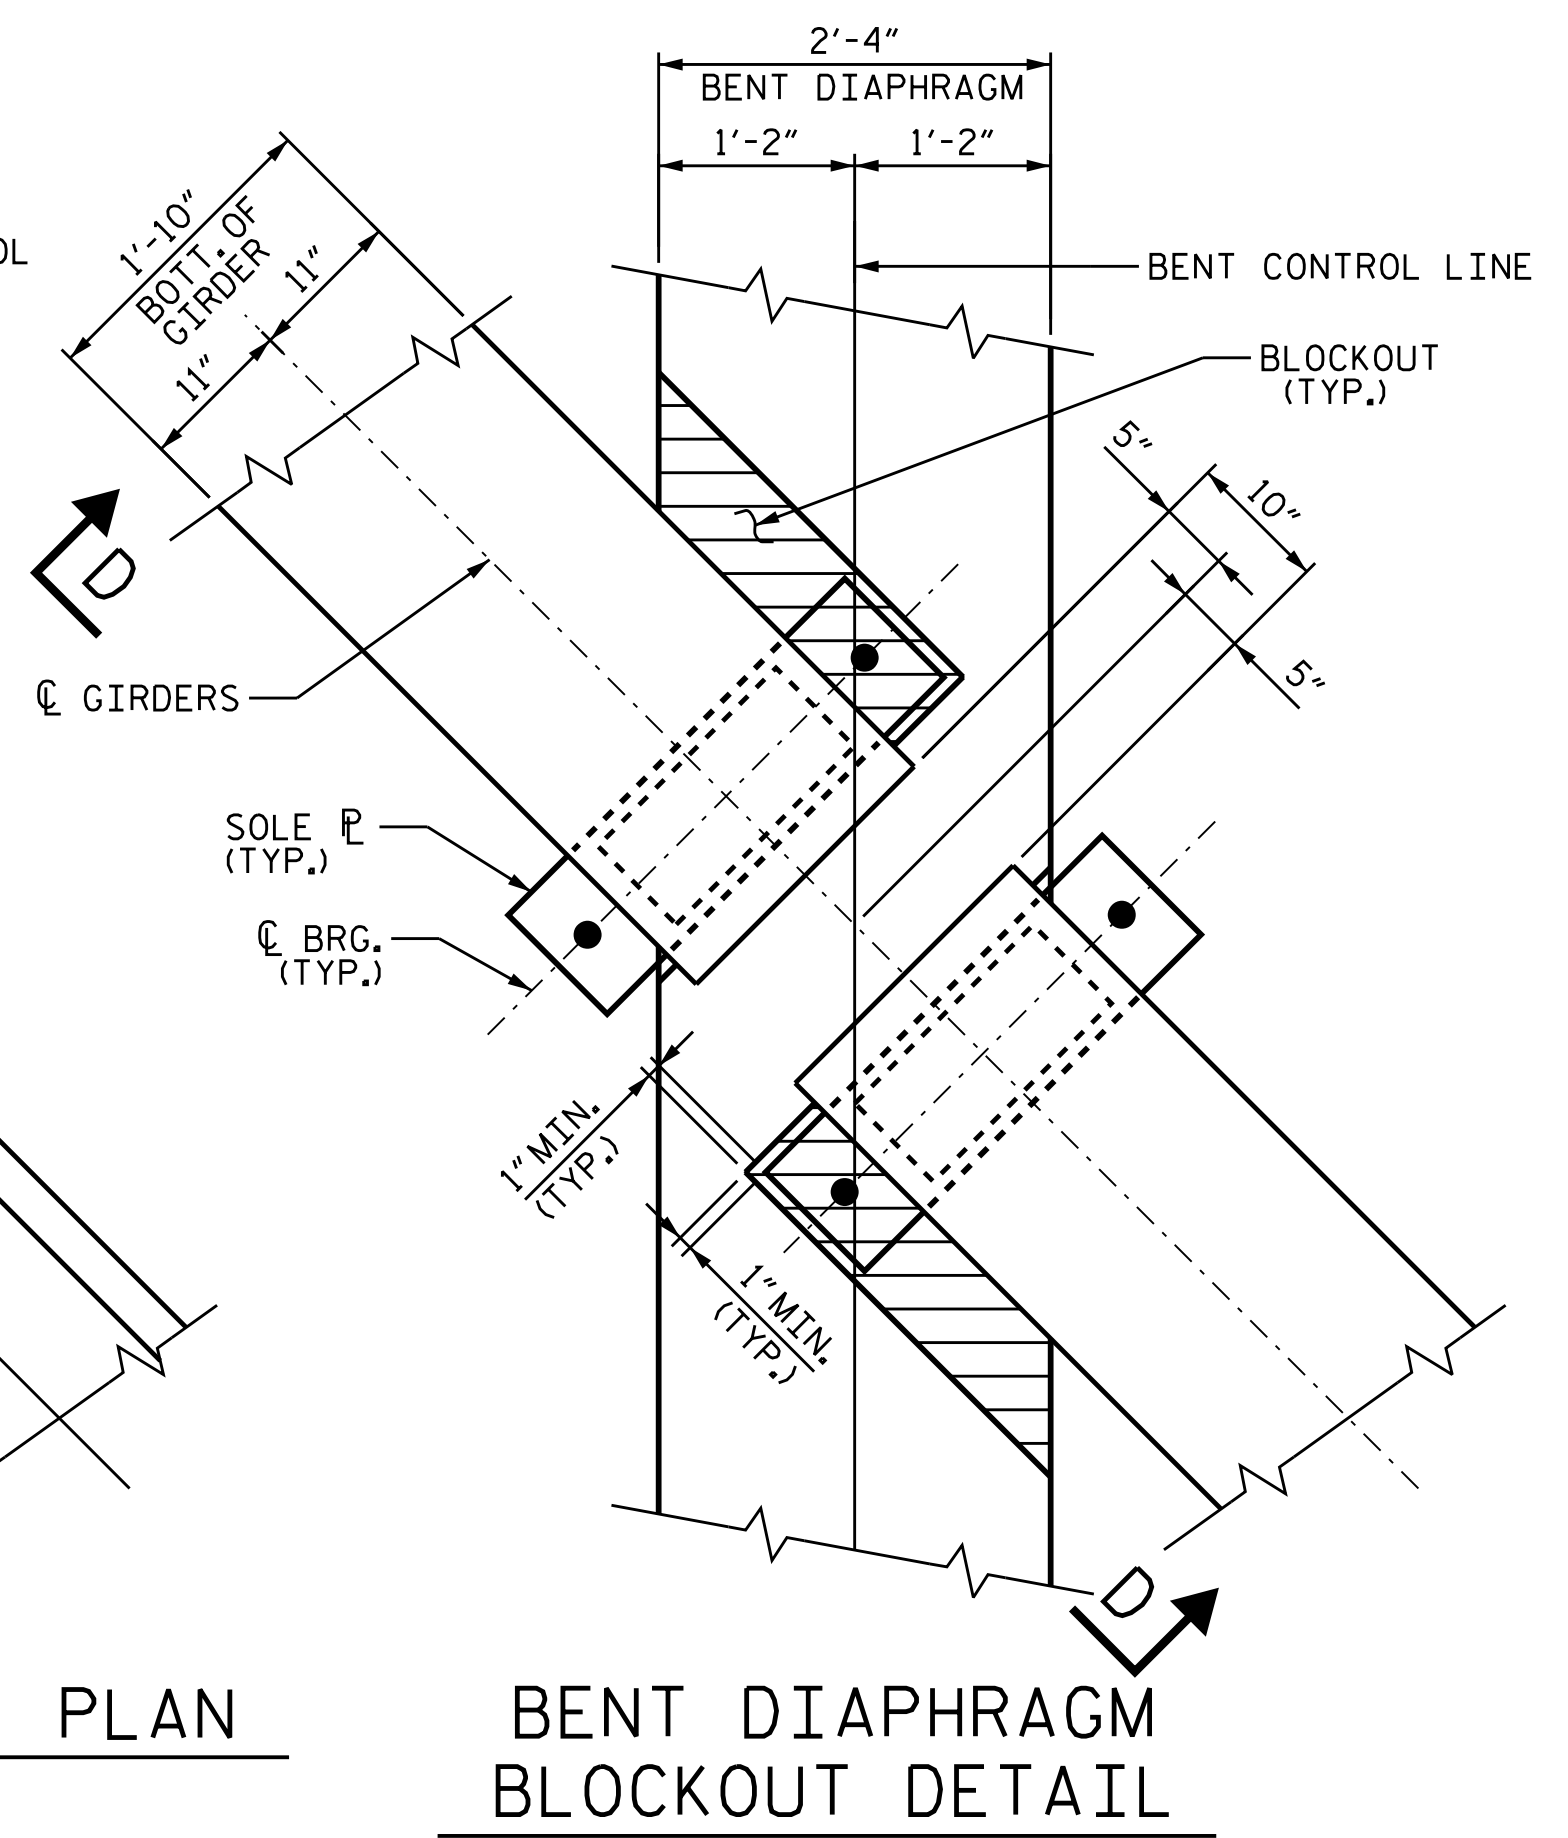 2'-4"
BENT DIAPHRAGM
1'-2"
1'-2"
1'-10"
BOTT. OF
GIRDER
11"
11"
OL
BENT CONTROL LINE
BLOCKOUT
(TYP.)
5"
10"
5"
D
℄ GIRDERS
SOLE ⅊
(TYP.)
℄ BRG.
(TYP.)
1" MIN.
(TYP.)
1" MIN.
(TYP.)
D
PLAN
BENT DIAPHRAGM
BLOCKOUT DETAIL